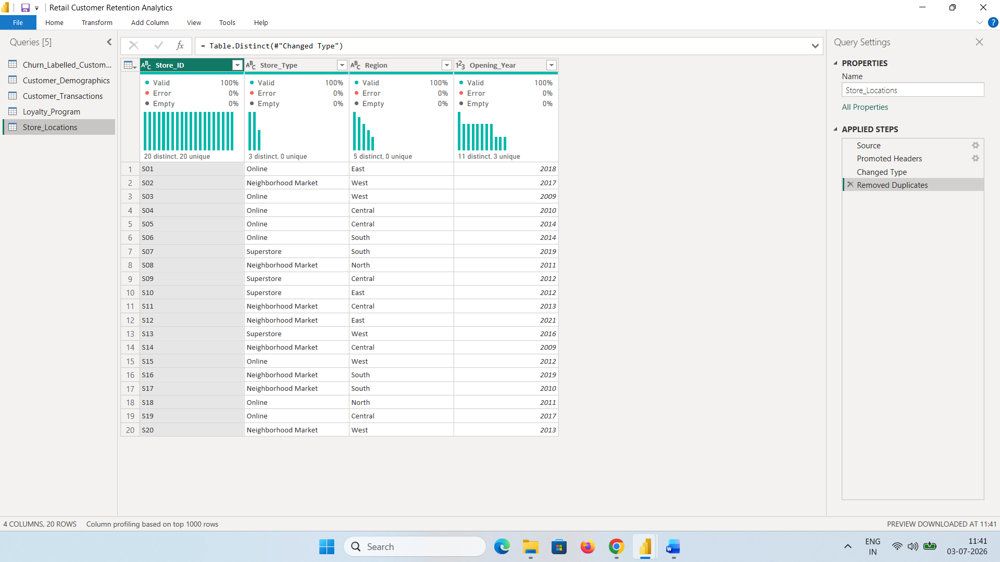 Retail Customer Retention Analytics
File Home Transform Add Column View Tools Help
Queries [5]
Churn_Labelled_Custom...
Customer_Demographics
Customer_Transactions
Loyalty_Program
Store_Locations
fx = Table.Distinct(#"Changed Type")
ABC Store_ID ABC Store_Type ABC Region 123 Opening_Year
Valid 100% Valid 100% Valid 100% Valid 100%
Error 0% Error 0% Error 0% Error 0%
Empty 0% Empty 0% Empty 0% Empty 0%
20 distinct, 20 unique 3 distinct, 0 unique 5 distinct, 0 unique 11 distinct, 3 unique
1 S01 Online East 2018
2 S02 Neighborhood Market West 2017
3 S03 Online West 2009
4 S04 Online Central 2010
5 S05 Online Central 2014
6 S06 Online South 2014
7 S07 Superstore South 2019
8 S08 Neighborhood Market North 2011
9 S09 Superstore Central 2012
10 S10 Superstore East 2012
11 S11 Neighborhood Market Central 2013
12 S12 Neighborhood Market East 2021
13 S13 Superstore West 2016
14 S14 Neighborhood Market Central 2009
15 S15 Online West 2012
16 S16 Neighborhood Market South 2019
17 S17 Neighborhood Market South 2010
18 S18 Online North 2011
19 S19 Online Central 2017
20 S20 Neighborhood Market West 2013
Query Settings
PROPERTIES
Name
Store_Locations
All Properties
APPLIED STEPS
Source
Promoted Headers
Changed Type
Removed Duplicates
4 COLUMNS, 20 ROWS Column profiling based on top 1000 rows PREVIEW DOWNLOADED AT 11:41
Search
ENG
IN
11:41
03-07-2026